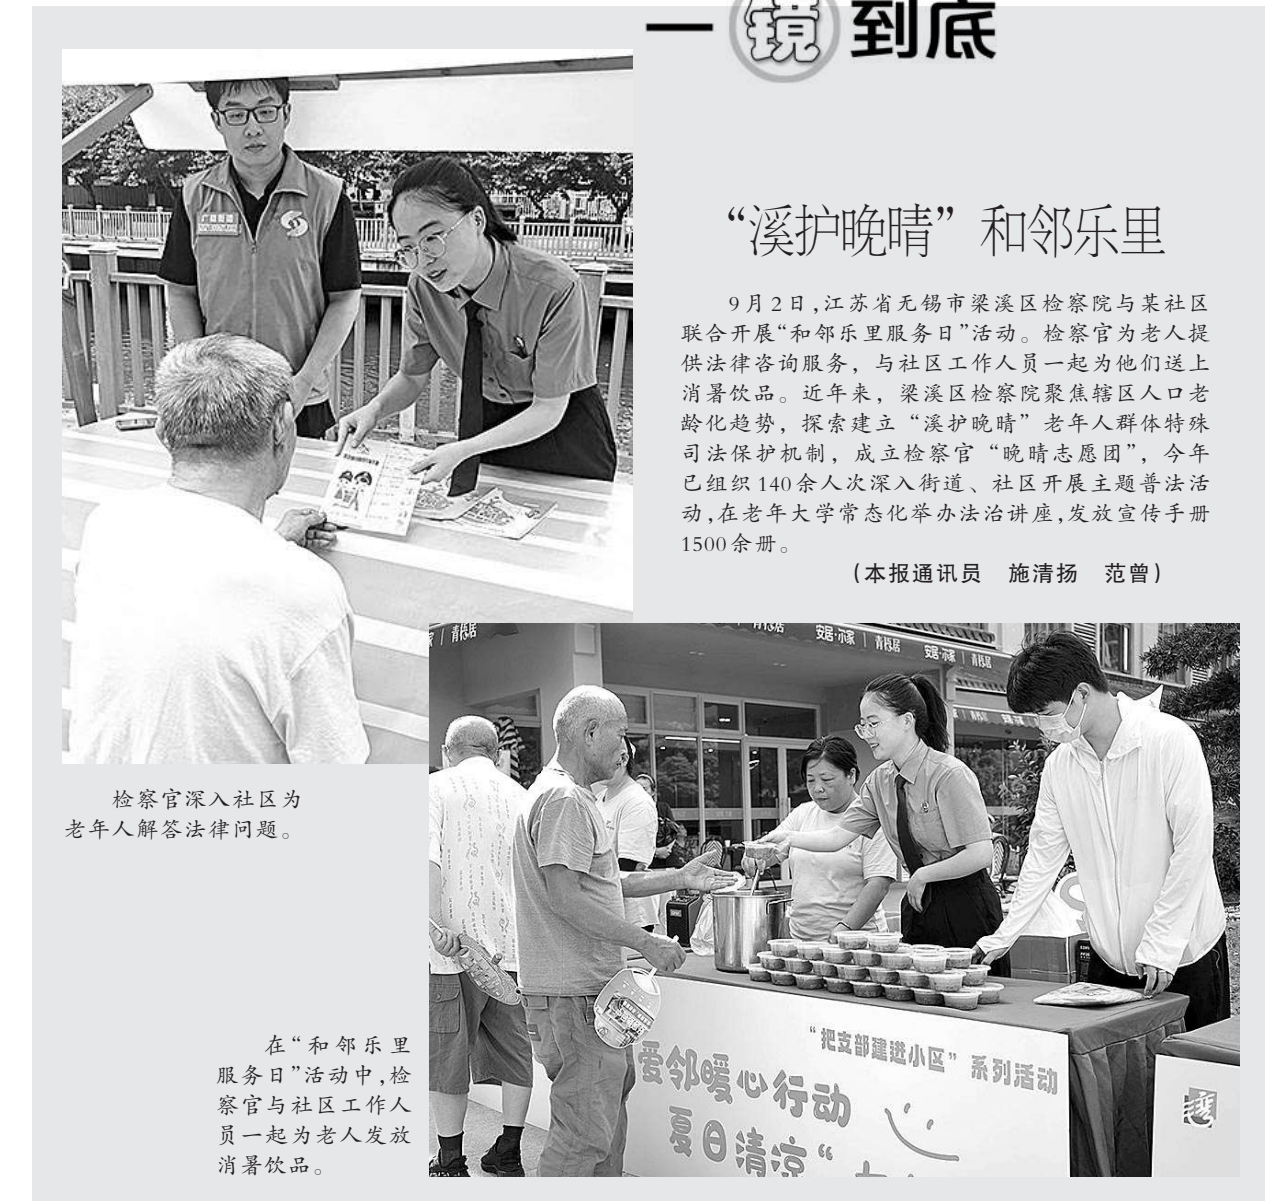 一镜到底
“溪护晚晴”和邻乐里
9月2日,江苏省无锡市梁溪区检察院与某社区
联合开展“和邻乐里服务日”活动。检察官为老人提
供法律咨询服务，与社区工作人员一起为他们送上
消暑饮品。近年来，梁溪区检察院聚焦辖区人口老
龄化趋势，探索建立“溪护晚晴”老年人群体特殊
司法保护机制，成立检察官“晚晴志愿团”，今年
已组织140余人次深入街道、社区开展主题普法活
动,在老年大学常态化举办法治讲座,发放宣传手册
1500余册。
(本报通讯员　施清扬　范曾)
检察官深入社区为
老年人解答法律问题。
在“和邻乐里
服务日”活动中,检
察官与社区工作人
员一起为老人发放
消暑饮品。
“把支部建进小区”系列活动
爱邻暖心行动
夏日清凉“